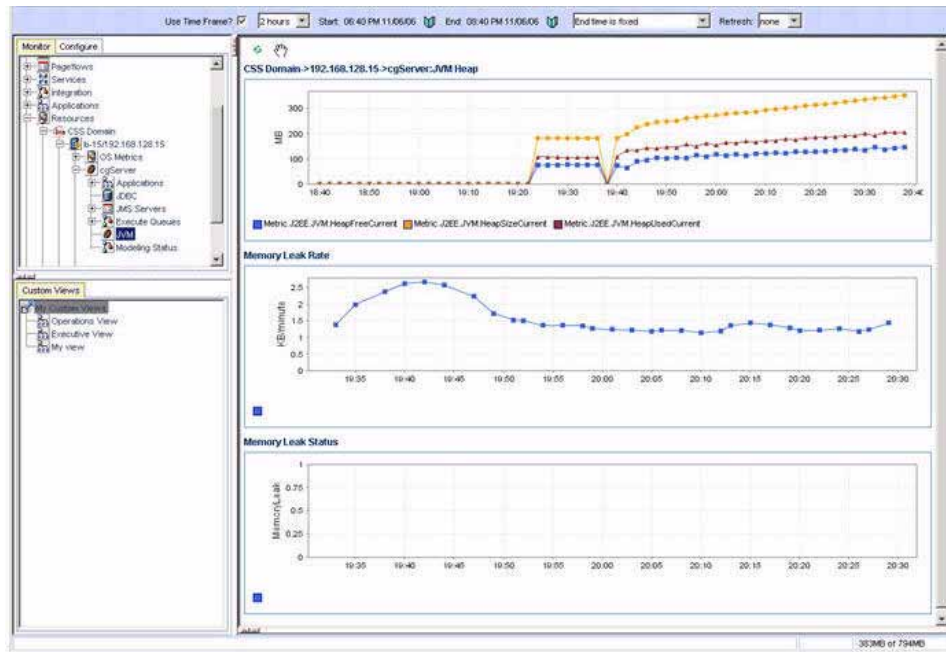 Use Time Frame? 2 hours Start: 06:40 PM 11/06/06 End: 08:40 PM 11/06/06 End time is fixed Refresh: none
Monitor Configure
Pageflows
Services
Integration
Applications
Resources
CSS Domain
b-15/192.168.128.15
OS Metrics
cgServer
Applications
JDBC
JMS Servers
Execute Queues
JVM
Modeling Status
Custom Views
My Custom Views
Operations View
Executive View
My view
CSS Domain->192.168.128.15->cgServer:JVM Heap
MB
300
200
100
0
18:40 18:50 19:00 19:10 19:20 19:30 19:40 19:50 20:00 20:10 20:20 20:30 20:4
Metric.J2EE.JVM.HeapFreeCurrent Metric.J2EE.JVM.HeapSizeCurrent Metric.J2EE.JVM.HeapUsedCurrent
Memory Leak Rate
KB/minute
2.5
2
1.5
1
0.5
0
19:35 19:40 19:45 19:50 19:55 20:00 20:05 20:10 20:15 20:20 20:25 20:30
Memory Leak Status
MemoryLeak
1
0.75
0.5
0.25
0
19:35 19:40 19:45 19:50 19:55 20:00 20:05 20:10 20:15 20:20 20:25 20:30
383MB of 794MB